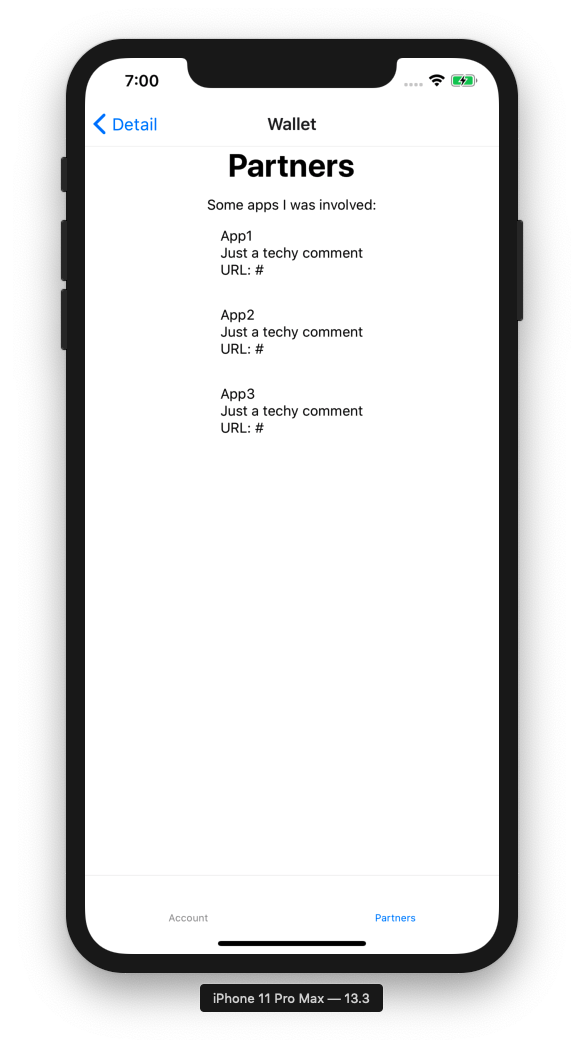 7:00
Detail
Wallet
Partners
Some apps I was involved:
App1
Just a techy comment
URL: #
App2
Just a techy comment
URL: #
App3
Just a techy comment
URL: #
Account
Partners
iPhone 11 Pro Max — 13.3